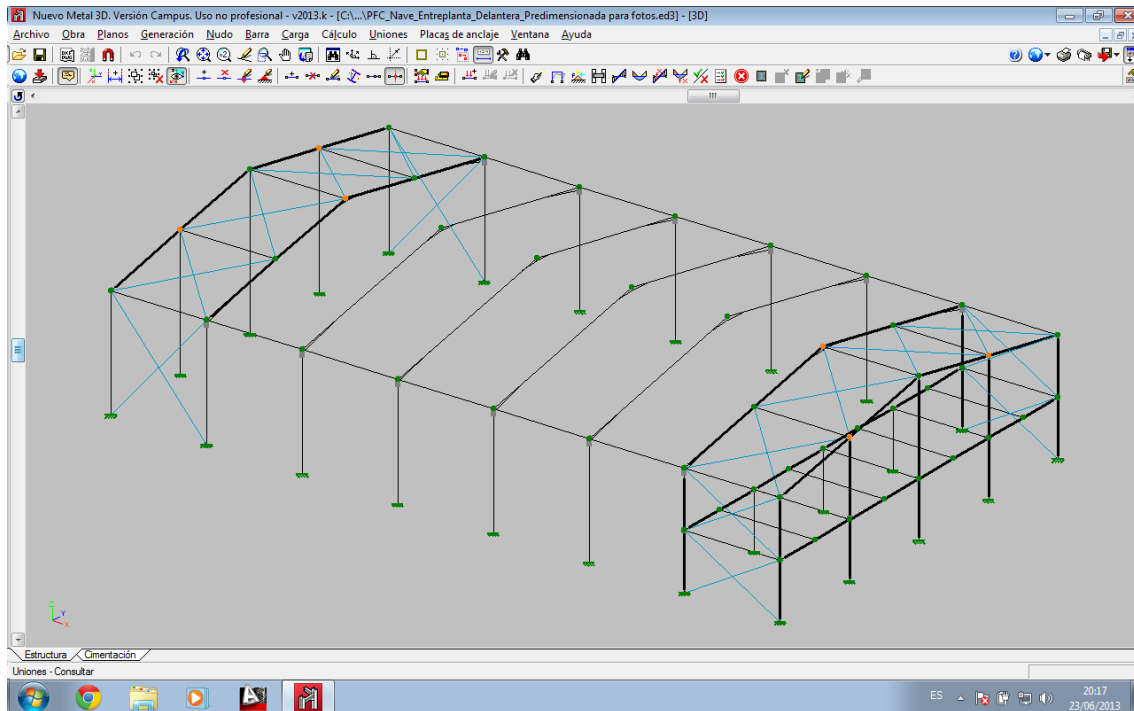 Nuevo Metal 3D. Versión Campus. Uso no profesional - v2013.k - [C:\...\PFC_Nave_Entreplanta_Delantera_Predimensionada para fotos.ed3] - [3D]
Archivo Obra Planos Generación Nudo Barra Carga Cálculo Uniones Placas de anclaje Ventana Ayuda
Z
Y
X
Estructura Cimentación
Uniones - Consultar
ES 20:17
23/06/2013